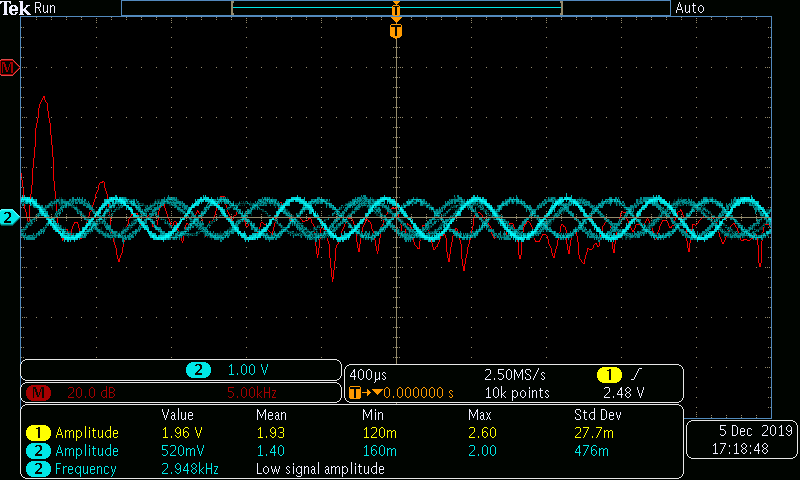 Tek Run Auto
T
T
M
2
2 1.00 V
M 20.0 dB 5.00kHz
400µs 2.50MS/s 1
T 0.000000 s 10k points 2.48 V
Value Mean Min Max Std Dev
1 Amplitude 1.96 V 1.93 120m 2.60 27.7m
2 Amplitude 520mV 1.40 160m 2.00 476m
2 Frequency 2.948kHz Low signal amplitude
5 Dec 2019
17:18:48